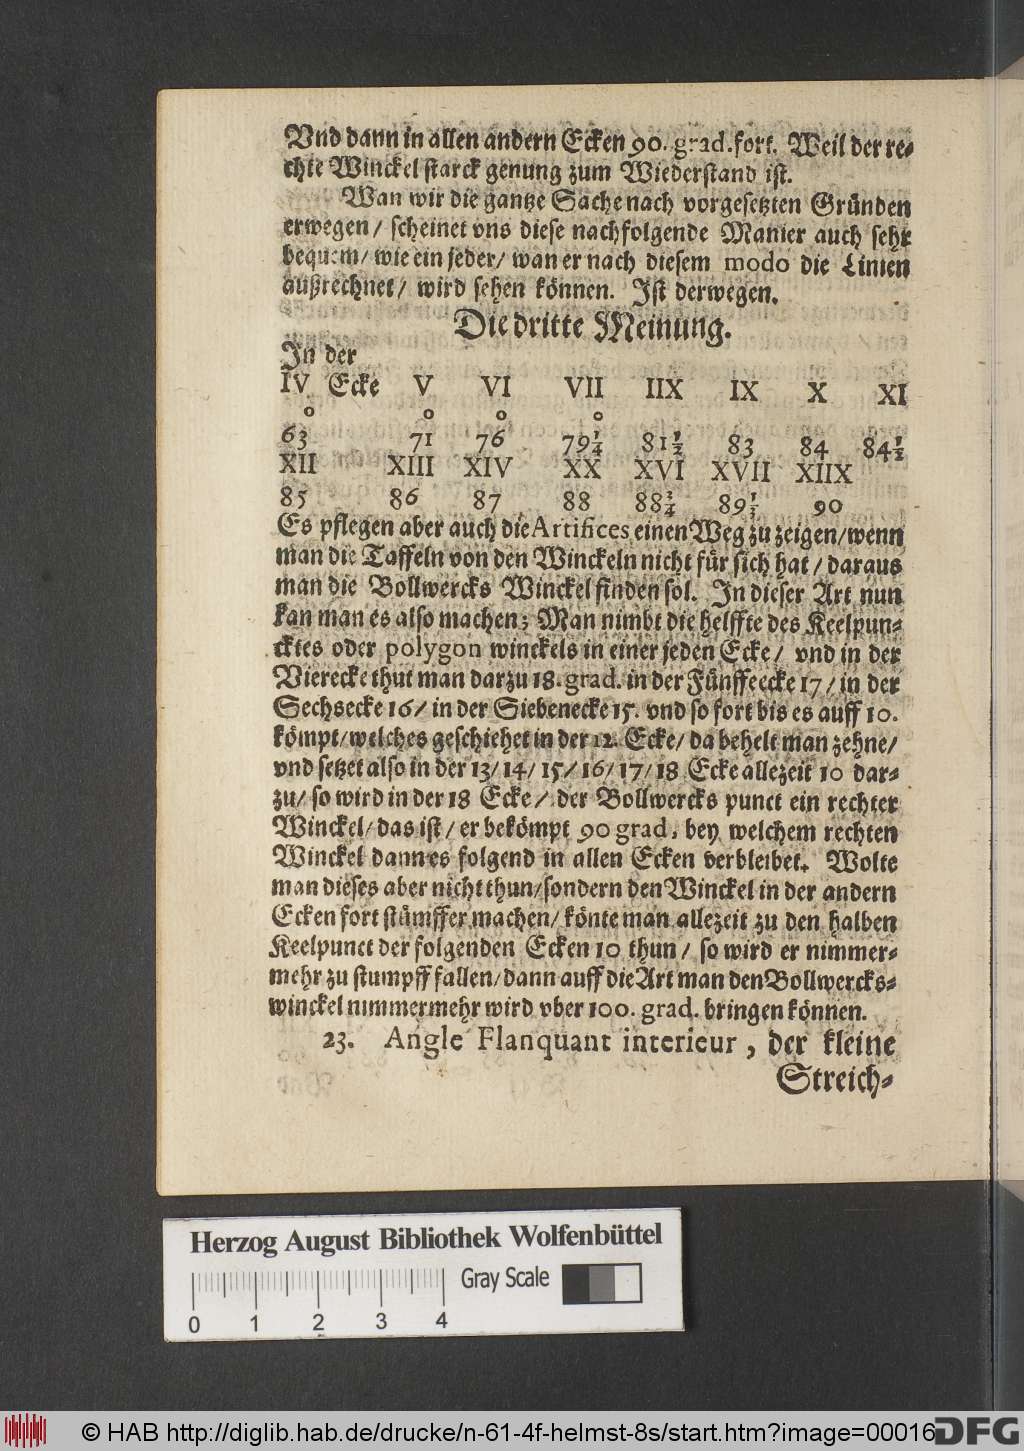 Vnd dann in allen andern Ecken 90. grad. fort. Weil der re⸗
chte Winckel starck genung zum Wiederstand ist.
Wan wir die gantze Sache nach vorgesetzten Gründen
erwegen / scheinet vns diese nachfolgende Manier auch sehr
bequem / wie ein jeder / wan er nach diesem modo die Linien
außrechnet / wird sehen können. Ist derwegen.
Die dritte Meinung.
In der
IV Ecke V VI VII IIX IX X XI
o o o o
63 71 76 79¼ 81½ 83 84 84½
XII XIII XIV XX XVI XVII XIIX
85 86 87 88 88¾ 89⅓ 90
Es pflegen aber auch die Artifices einen Weg zu zeigen / wenn
man die Taffeln von den Winckeln nicht für sich hat / daraus
man die Bollwercks Winckel finden sol. In dieser Art nun
kan man es also machen; Man nimbt die helffte des Keelpun⸗
cktes oder polygon winckels in einer jeden Ecke / vnd in der
Vierecke thut man darzu 18. grad. in der Fünffeecke 17 / in der
Sechsecke 16 / in der Siebenecke 15. vnd so fort bis es auff 10.
kömpt / welches geschiehet in der 12. Ecke / da behelt man zehne /
vnd setzet also in der 13 / 14 / 15 / 16 / 17 / 18 Ecke allezeit 10 dar⸗
zu / so wird in der 18 Ecke / der Bollwercks punct ein rechter
Winckel / das ist / er bekömpt 90 grad, bey welchem rechten
Winckel dann es folgend in allen Ecken verbleibet. Wolte
man dieses aber nicht thun / sondern den Winckel in der andern
Ecken fort stümffer machen / könte man allezeit zu den halben
Keelpunct der folgenden Ecken 10 thun / so wird er nimmer⸗
mehr zu stumpff fallen / dann auff die Art man den Bollwercks⸗
winckel nimmermehr wird vber 100. grad. bringen können.
23. Angle Flanquant interieur, der kleine
Streich⸗
Herzog August Bibliothek Wolfenbüttel
Gray Scale
0 1 2 3 4
© HAB http://diglib.hab.de/drucke/n-61-4f-helmst-8s/start.htm?image=00016
DFG